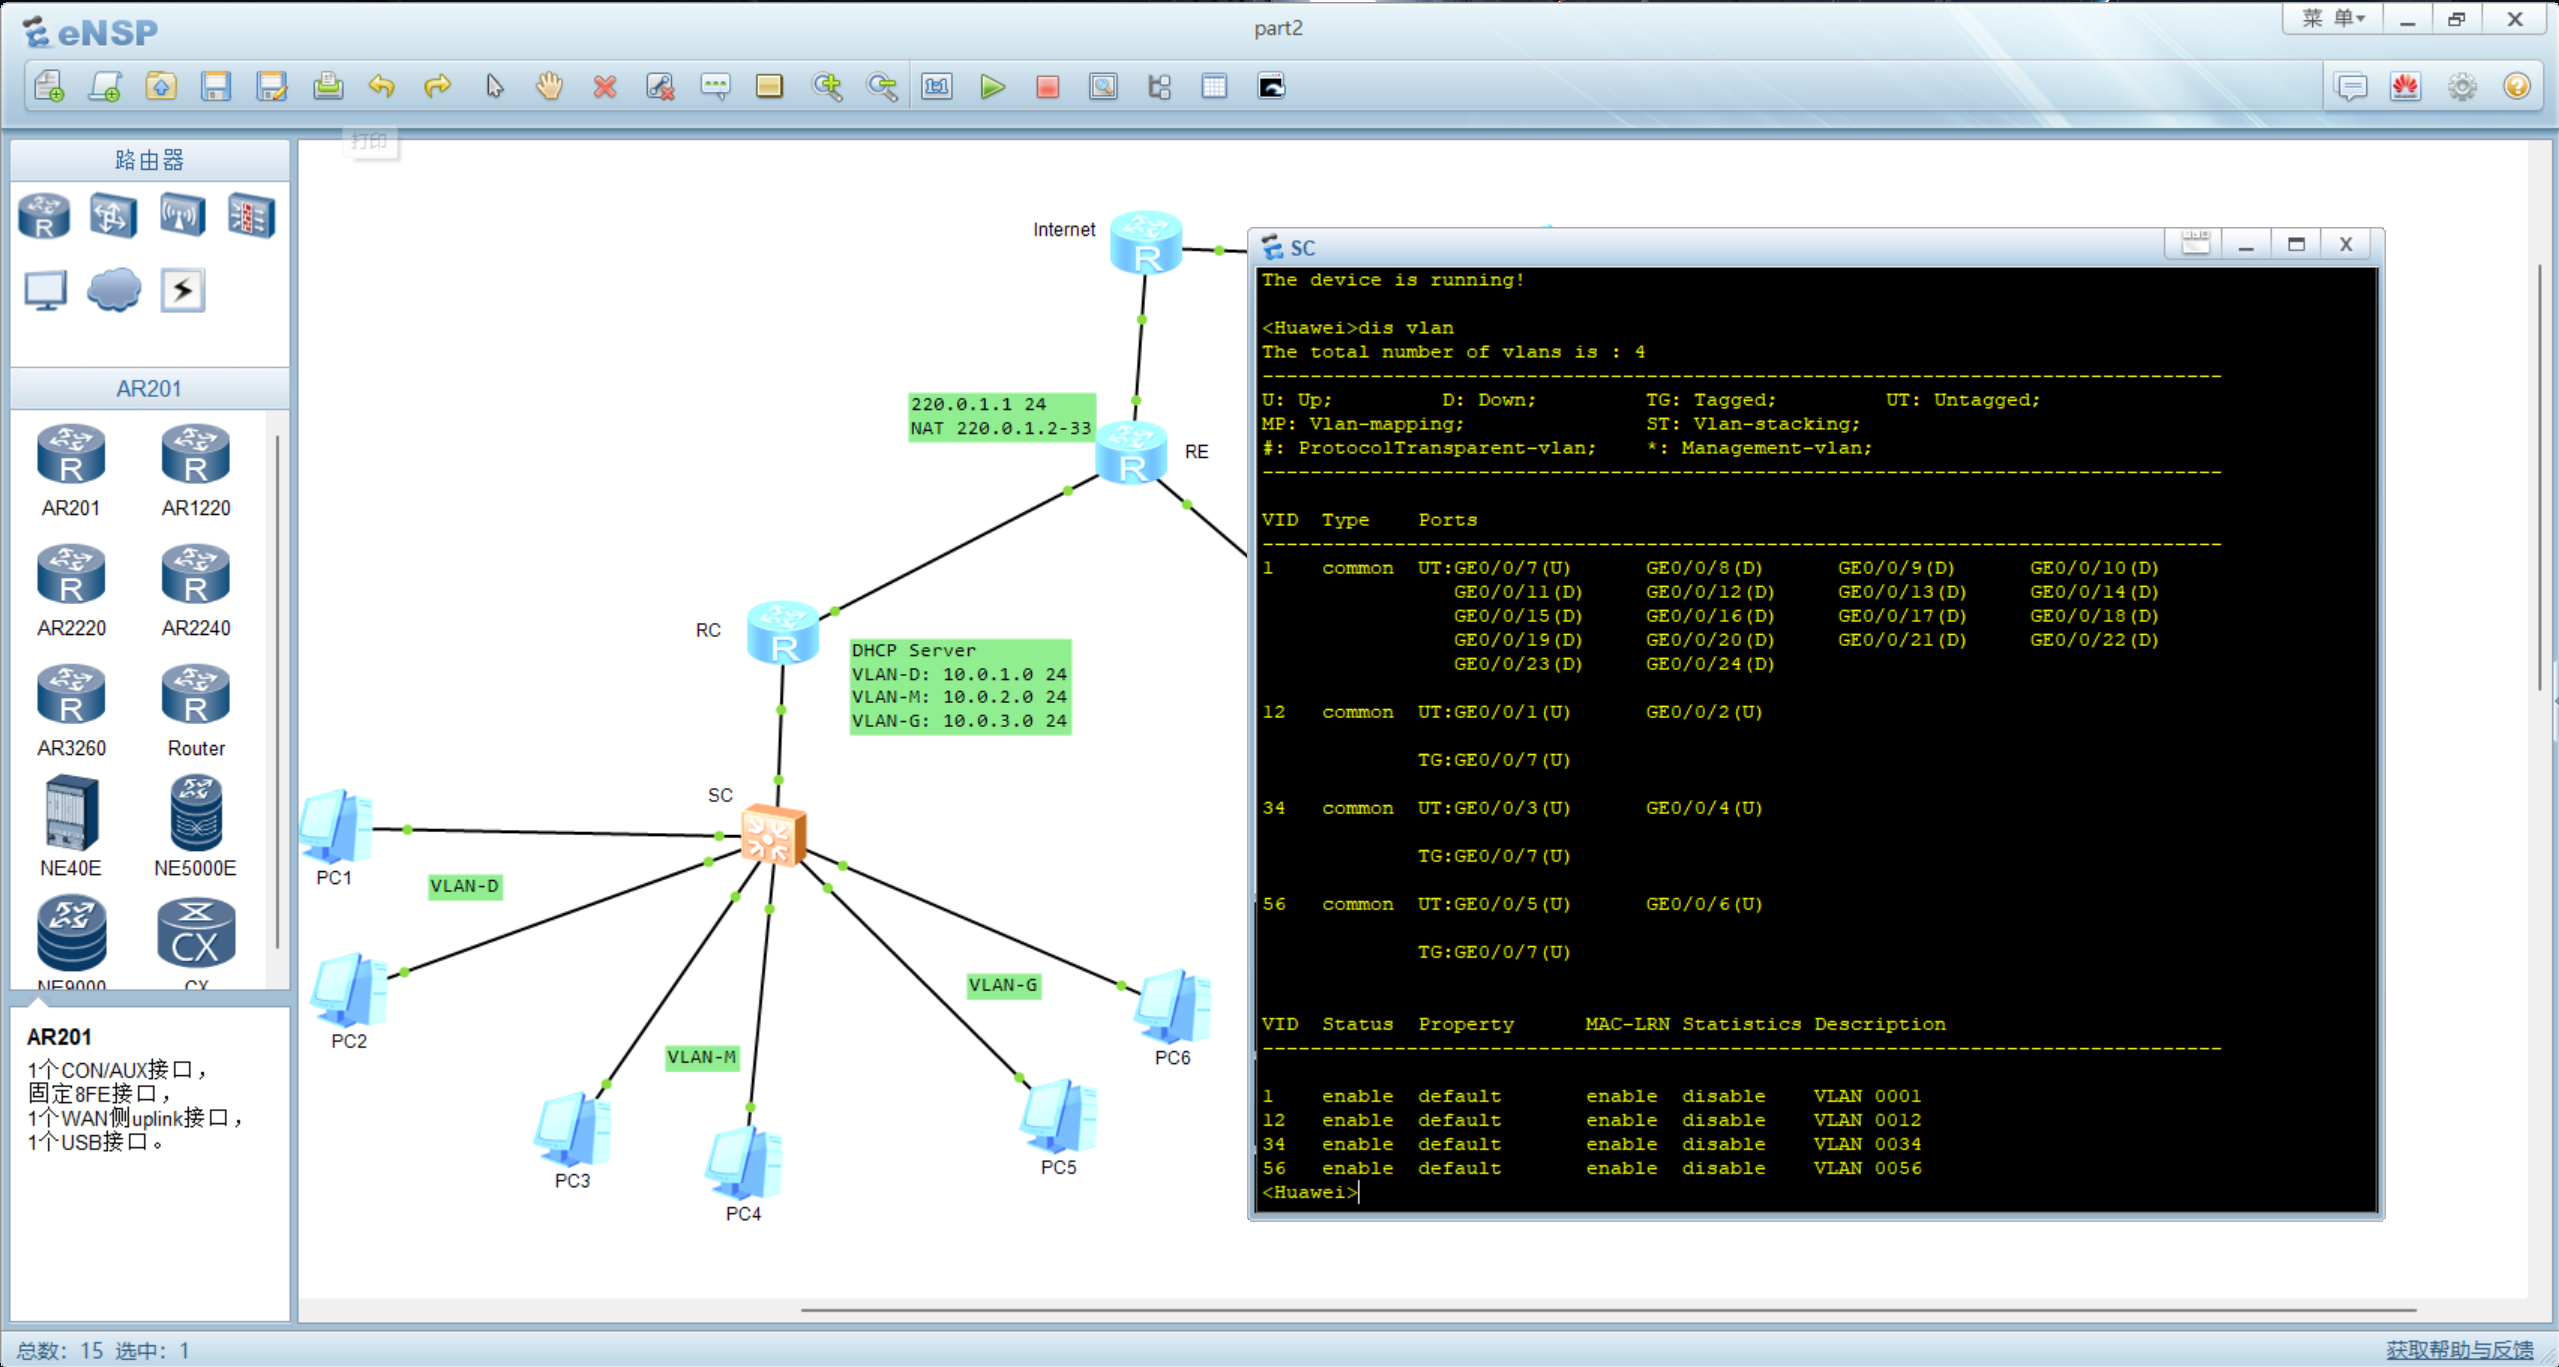 eNSP
part2
菜 单
打印
路由器
AR201
AR201
AR1220
AR2220
AR2240
AR3260
Router
NE40E
NE5000E
NE9000
CX
CX
AR201
1个CON/AUX接口，
固定8FE接口，
1个WAN侧uplink接口，
1个USB接口。
Internet
220.0.1.1 24
NAT 220.0.1.2-33
RE
RC
DHCP Server
VLAN-D: 10.0.1.0 24
VLAN-M: 10.0.2.0 24
VLAN-G: 10.0.3.0 24
SC
PC1
VLAN-D
PC2
VLAN-M
VLAN-G
PC3
PC4
PC5
PC6
SC
The device is running!
<Huawei>dis vlan
The total number of vlans is : 4
--------------------------------------------------------------------------------
U: Up; D: Down; TG: Tagged; UT: Untagged;
MP: Vlan-mapping; ST: Vlan-stacking;
#: ProtocolTransparent-vlan; *: Management-vlan;
--------------------------------------------------------------------------------
VID Type Ports
--------------------------------------------------------------------------------
1 common UT:GE0/0/7(U) GE0/0/8(D) GE0/0/9(D) GE0/0/10(D)
GE0/0/11(D) GE0/0/12(D) GE0/0/13(D) GE0/0/14(D)
GE0/0/15(D) GE0/0/16(D) GE0/0/17(D) GE0/0/18(D)
GE0/0/19(D) GE0/0/20(D) GE0/0/21(D) GE0/0/22(D)
GE0/0/23(D) GE0/0/24(D)
12 common UT:GE0/0/1(U) GE0/0/2(U)
TG:GE0/0/7(U)
34 common UT:GE0/0/3(U) GE0/0/4(U)
TG:GE0/0/7(U)
56 common UT:GE0/0/5(U) GE0/0/6(U)
TG:GE0/0/7(U)
VID Status Property MAC-LRN Statistics Description
--------------------------------------------------------------------------------
1 enable default enable disable VLAN 0001
12 enable default enable disable VLAN 0012
34 enable default enable disable VLAN 0034
56 enable default enable disable VLAN 0056
<Huawei>
总数: 15 选中: 1
获取帮助与反馈